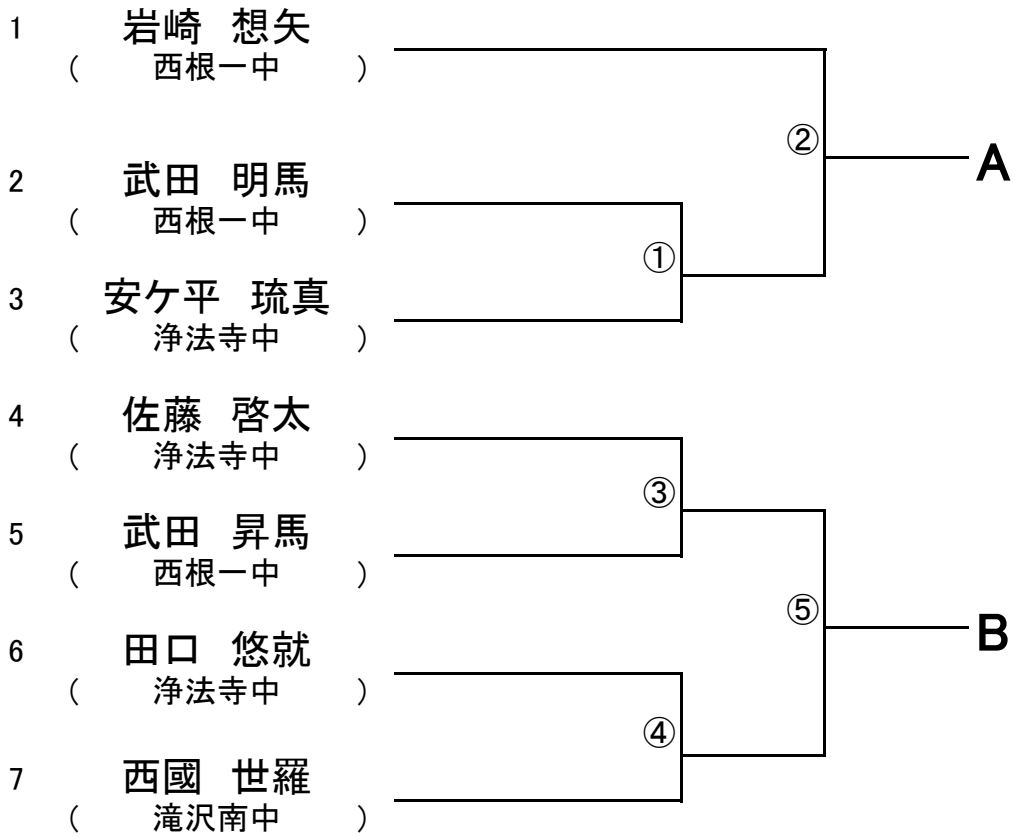 1 岩崎 想矢
( 西根一中 )
②
A
2 武田 明馬
( 西根一中 )
①
3 安ケ平 琉真
( 浄法寺中 )
4 佐藤 啓太
( 浄法寺中 )
③
5 武田 昇馬
( 西根一中 )
⑤
B
6 田口 悠就
( 浄法寺中 )
④
7 西國 世羅
( 滝沢南中 )